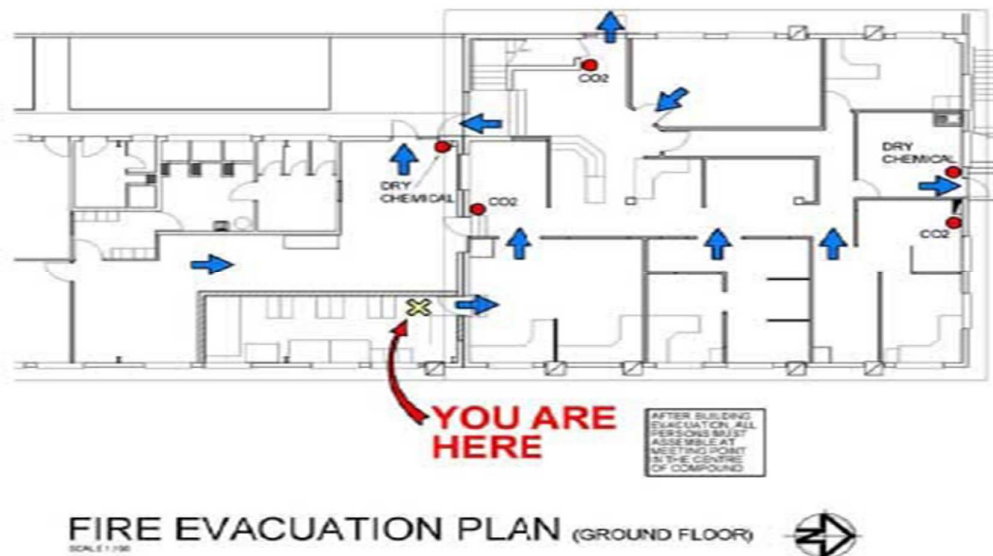 CO2
DRY
CHEMICAL
DRY
CHEMICAL
CO2
CO2
YOU ARE
HERE
AFTER BUILDING
EVACUATION, ALL
PERSONS MUST
ASSEMBLE AT
MEETING POINT
IN THE CENTRE
OF COMPOUND
FIRE EVACUATION PLAN (GROUND FLOOR)
N